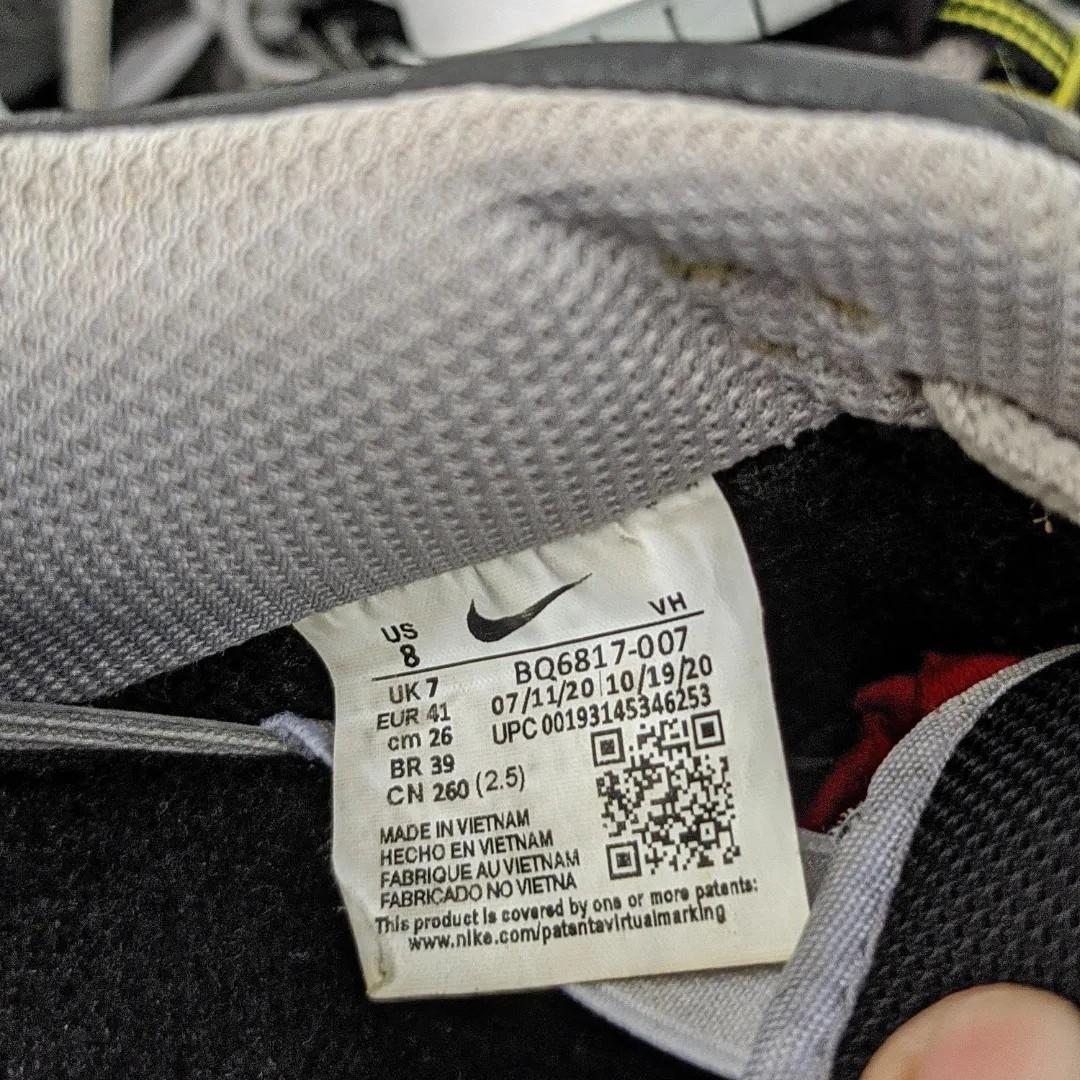 US
8
VH
BQ6817-007
UK 7
07/11/20 10/19/20
EUR 41
UPC 00193145346253
cm 26
BR 39
CN 260 (2.5)
MADE IN VIETNAM
HECHO EN VIETNAM
FABRIQUE AU VIETNAM
FABRICADO NO VIETNA
This product is covered by one or more patents:
www.nike.com/patentavirtualmarking